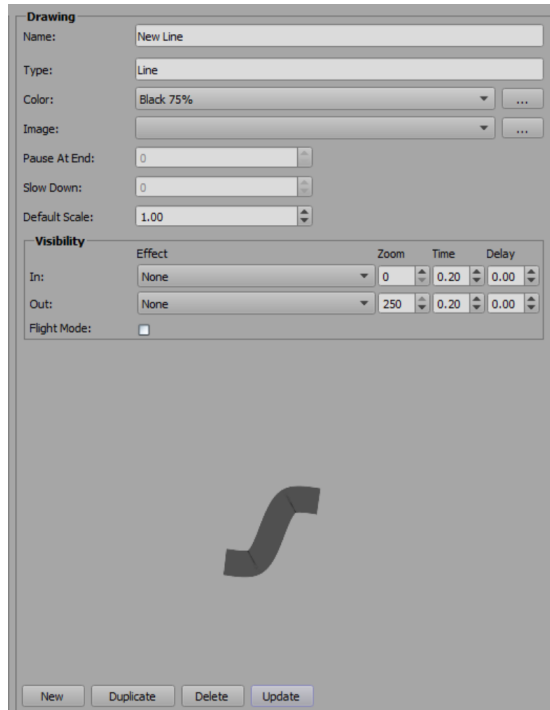 Drawing
Name: New Line
Type: Line
Color: Black 75% ...
Image: ...
Pause At End: 0
Slow Down: 0
Default Scale: 1.00
Visibility
Effect Zoom Time Delay
In: None 0 0.20 0.00
Out: None 250 0.20 0.00
Flight Mode:
New Duplicate Delete Update